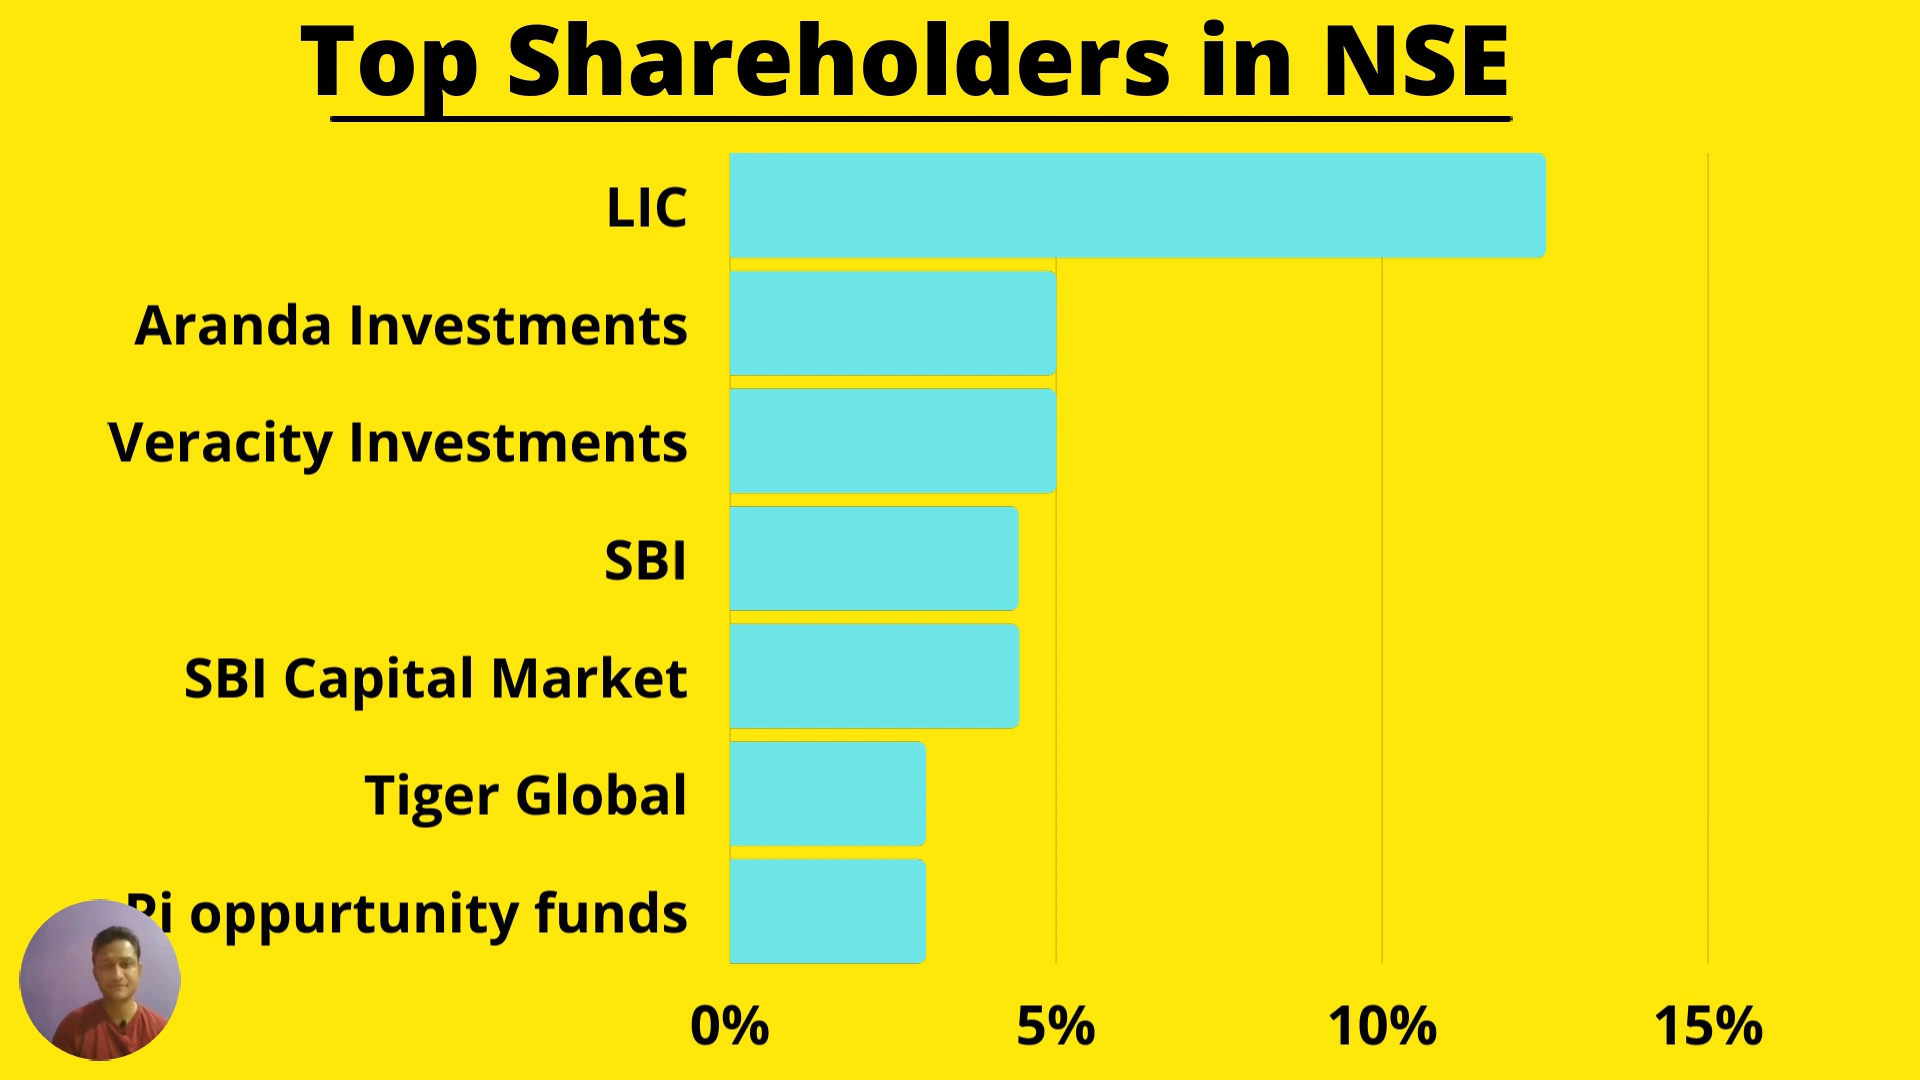 Top Shareholders in NSE
LIC
Aranda Investments
Veracity Investments
SBI
SBI Capital Market
Tiger Global
Pi oppurtunity funds
0% 5% 10% 15%